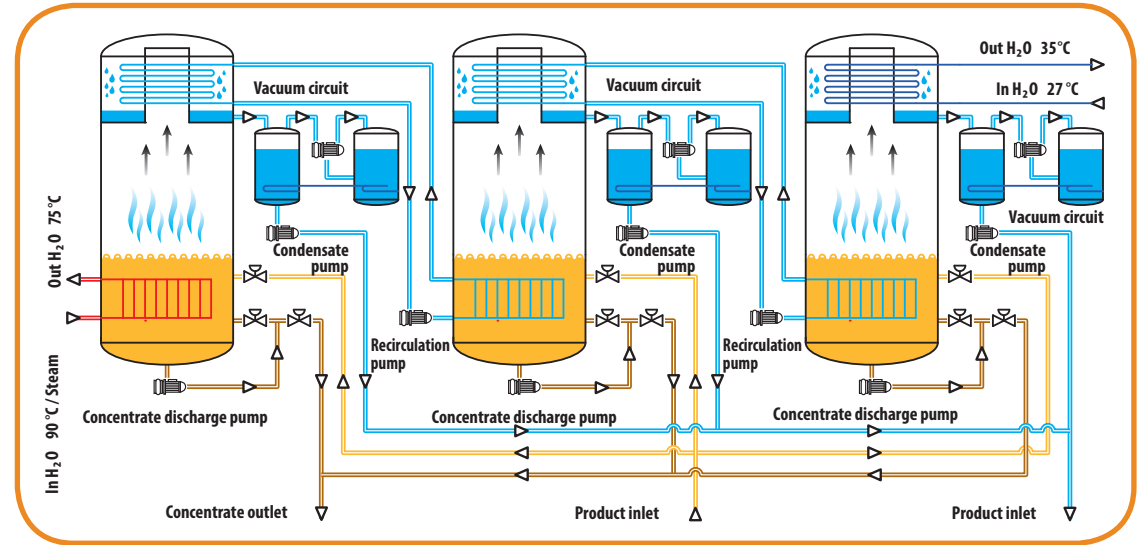 Out H₂O 35°C
Vacuum circuit
Vacuum circuit
In H₂O 27 °C
Out H₂O 75°C
Vacuum circuit
Condensate
pump
Condensate
pump
Condensate
pump
Recirculation
pump
Recirculation
pump
In H₂O 90 °C / Steam
Concentrate discharge pump
Concentrate discharge pump
Concentrate discharge pump
Concentrate outlet
Product inlet
Product inlet